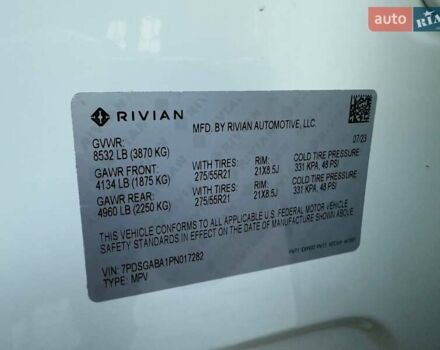 auto RIA
RIVIAN
MFD. BY RIVIAN AUTOMOTIVE, LLC.
07/23
GVWR:
8532 LB (3870 KG)
GAWR FRONT WITH TIRES: RIM: COLD TIRE PRESSURE:
4134 LB (1875 KG) 275/55R21 21X8.5J 331 KPA, 48 PSI
GAWR REAR: WITH TIRES: RIM: COLD TIRE PRESSURE:
4960 LB (2250 KG) 275/55R21 21X8.5J 331 KPA, 48 PSI
THIS VEHICLE CONFORMS TO ALL APPLICABLE U.S. FEDERAL MOTOR VEHICLE
SAFETY STANDARDS IN EFFECT ON THE DATE OF MANUFACTURE SHOWN
ABOVE.
VIN: 7PDSGABA1PN017282
TYPE: MPV